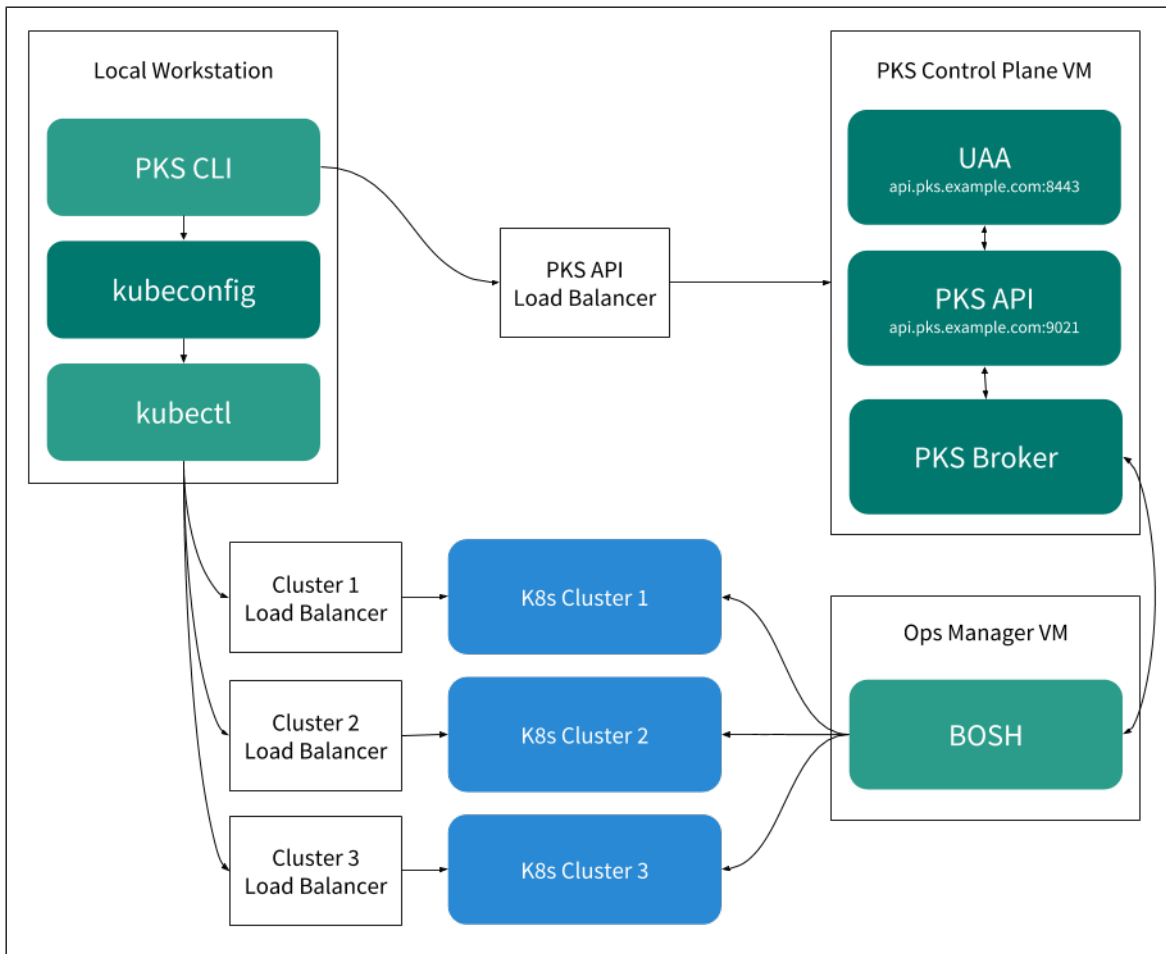 Local Workstation
PKS CLI
kubeconfig
kubectl
PKS API
Load Balancer
PKS Control Plane VM
UAA
api.pks.example.com:8443
PKS API
api.pks.example.com:9021
PKS Broker
Cluster 1
Load Balancer
K8s Cluster 1
Cluster 2
Load Balancer
K8s Cluster 2
Cluster 3
Load Balancer
K8s Cluster 3
Ops Manager VM
BOSH